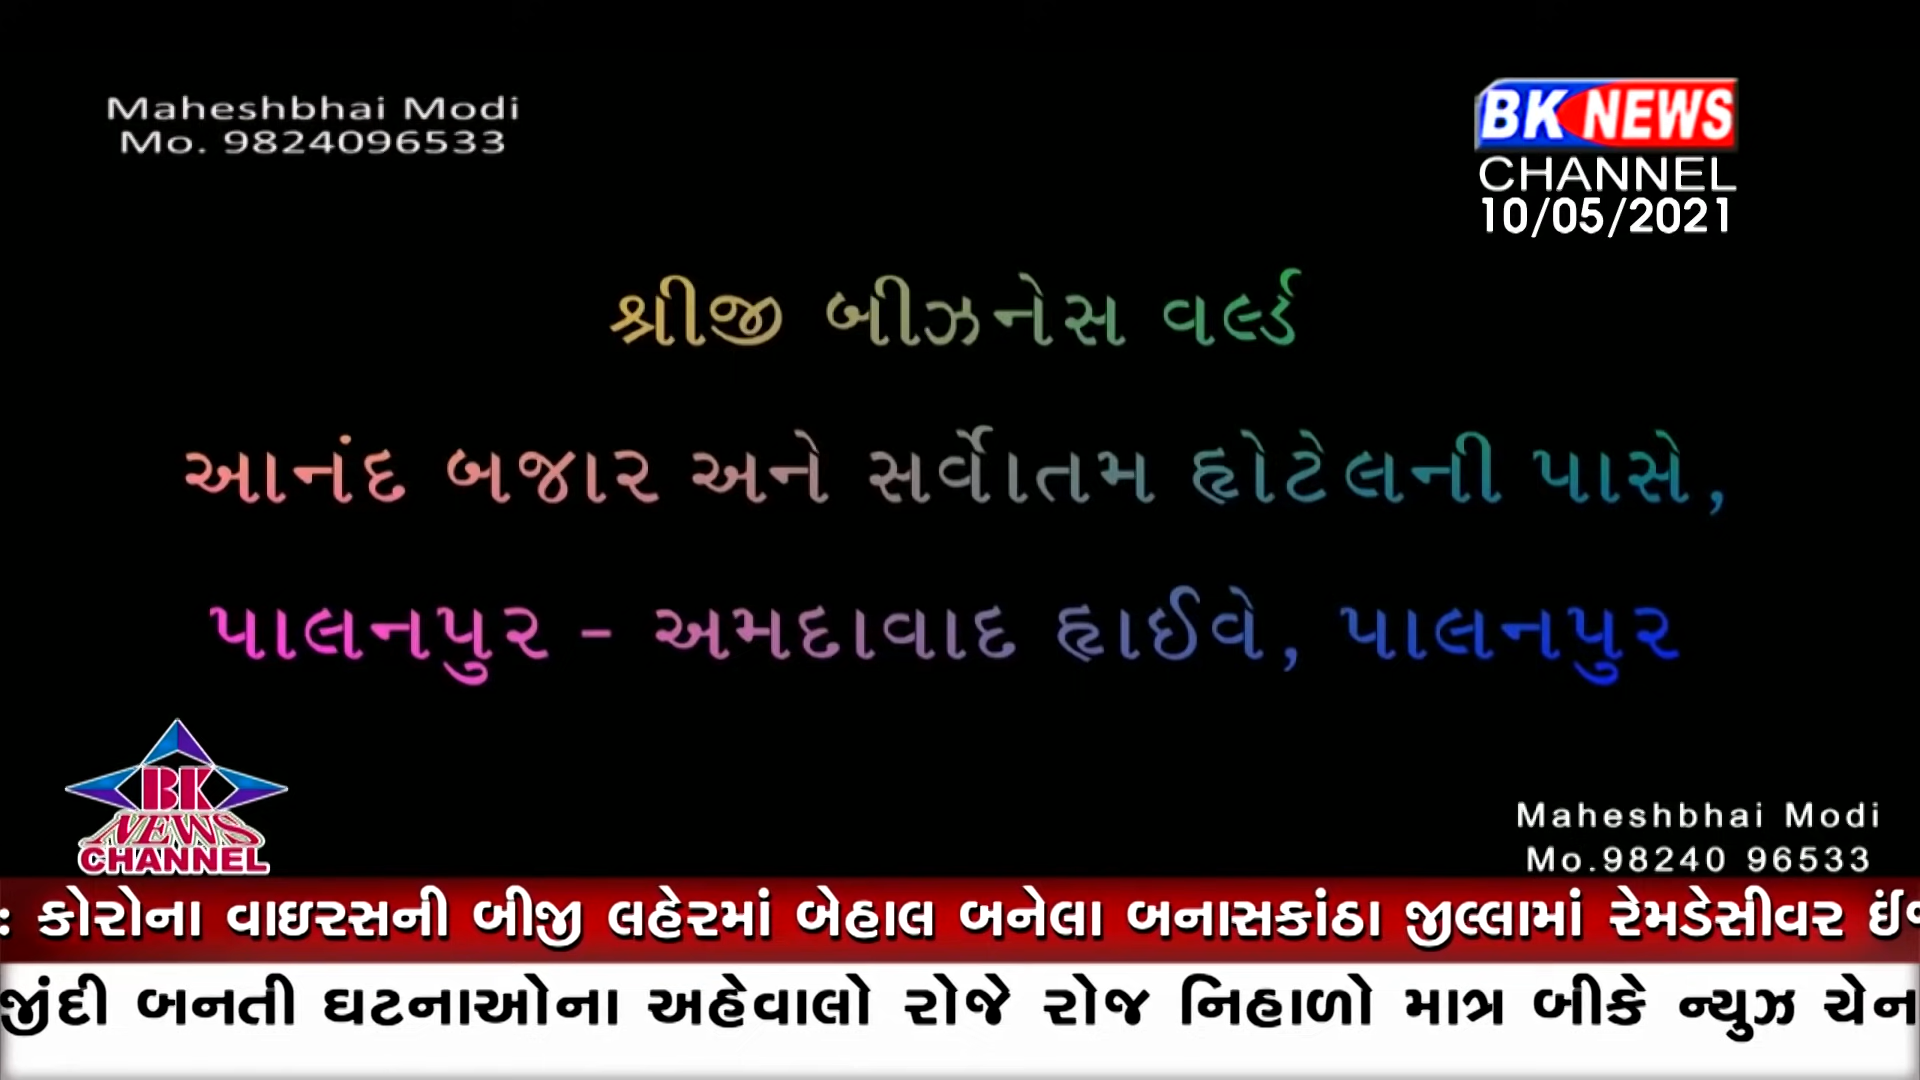 Maheshbhai Modi
Mo. 9824096533
BK NEWS
CHANNEL
10/05/2021
શ્રીજી બીઝનેસ વર્લ્ડ
આનંદ બજાર અને સર્વોતમ હોટેલની પાસે,
પાલનપુર - અમદાવાદ હાઈવે, પાલનપુર
BK
NEWS
CHANNEL
Maheshbhai Modi
Mo.98240 96533
: કોરોના વાઇરસની બીજી લહેરમાં બેહાલ બનેલા બનાસકાંઠા જીલ્લામાં રેમડેસીવર
જીંદી બનતી ઘટનાઓના અહેવાલો રોજે રોજ નિહાળો માત્ર બીકે ન્યુઝ ચેન